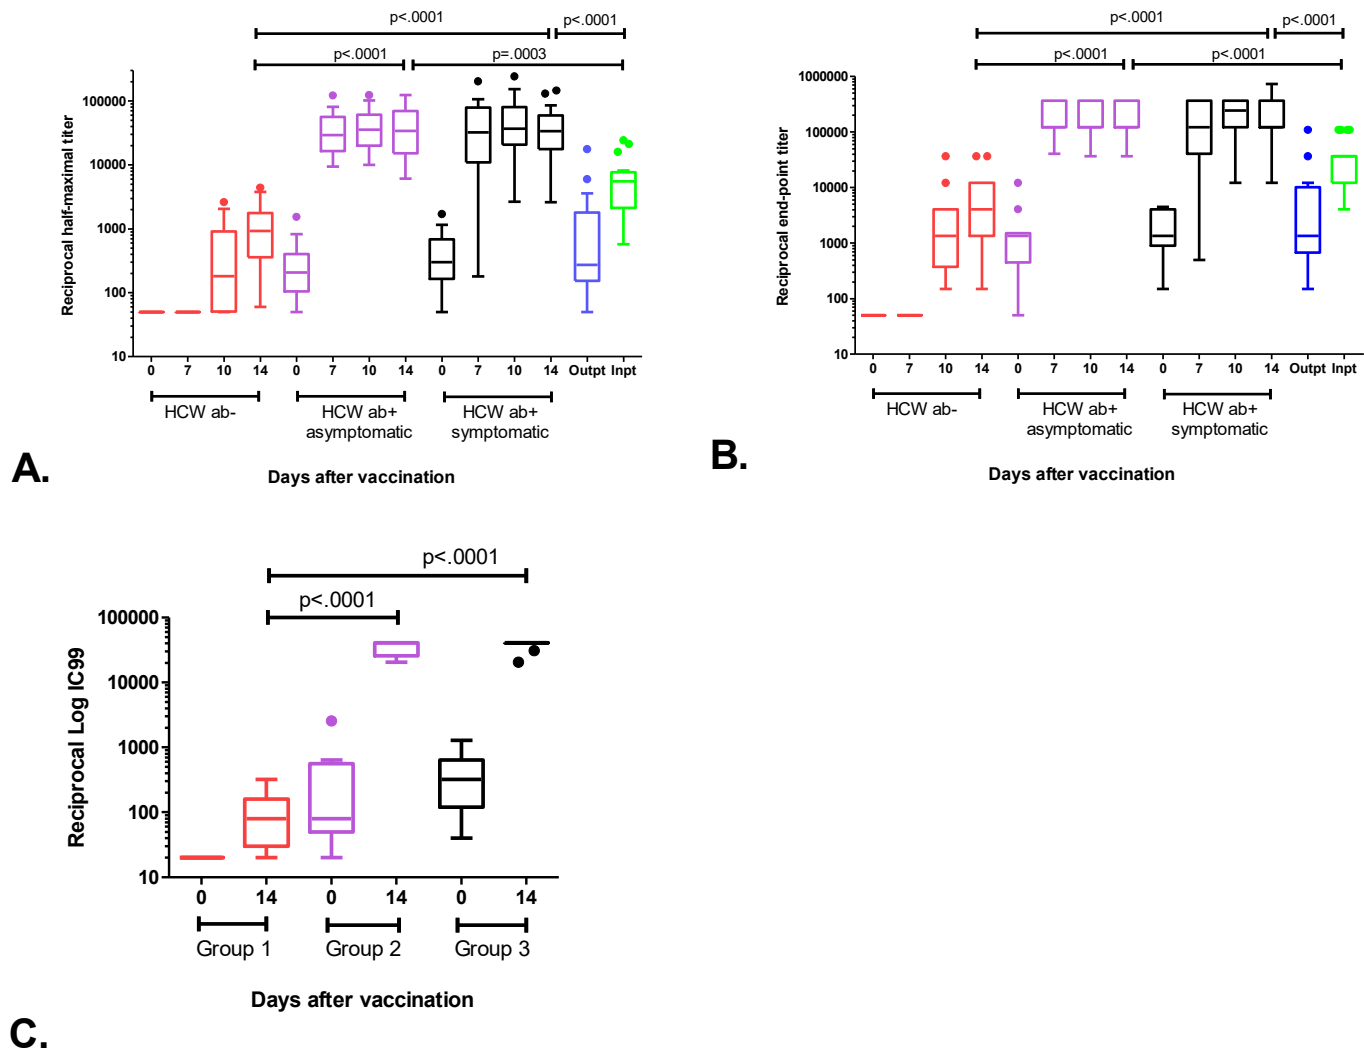 p<.0001
p<.0001
p<.0001
p=.0003
Reciprocal half-maximal titer
100000
10000
1000
100
10
0 7 10 14 0 7 10 14 0 7 10 14 Outpt Inpt
HCW ab-
HCW ab+
asymptomatic
HCW ab+
symptomatic
Days after vaccination
A.
p<.0001
p<.0001
p<.0001
p<.0001
Reciprocal end-point titer
1000000
100000
10000
1000
100
10
0 7 10 14 0 7 10 14 0 7 10 14 Outpt Inpt
HCW ab-
HCW ab+
asymptomatic
HCW ab+
symptomatic
Days after vaccination
B.
p<.0001
p<.0001
Reciprocal Log IC99
100000
10000
1000
100
10
0 14 0 14 0 14
Group 1 Group 2 Group 3
Days after vaccination
C.